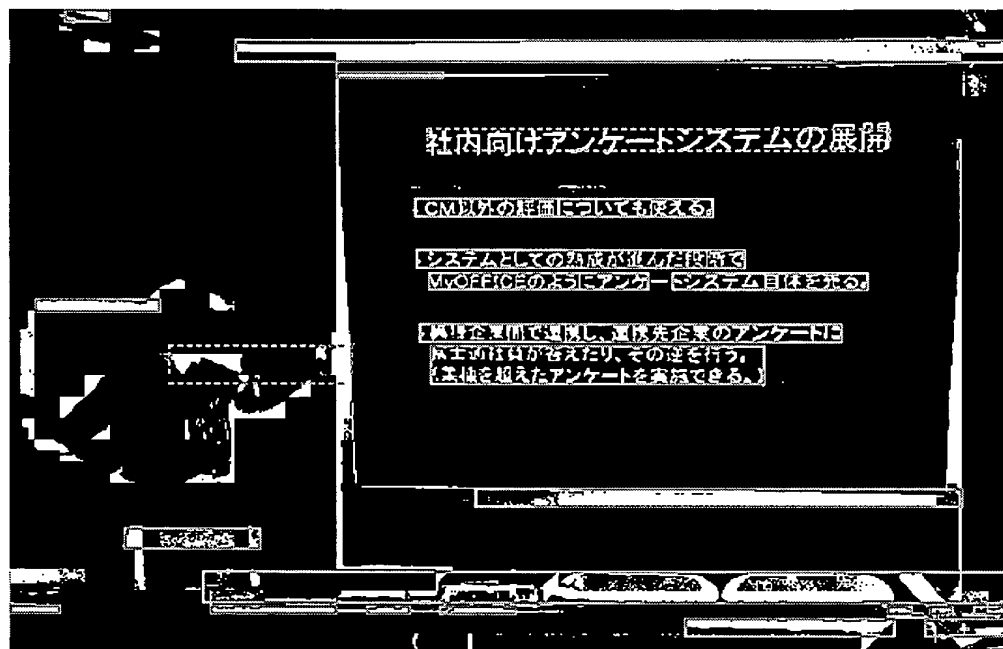 社内向けアンケートシステムの展開
CM以外の評価についても使える。
システムとしての熟成が進んだ段階で
MyOFFICEのようにアンケートシステム自体を売る。
企業間で連携し、連携先企業のアンケートに
富士通社員が答えたり、その逆を行う。
(業種を超えたアンケートを実施できる。)